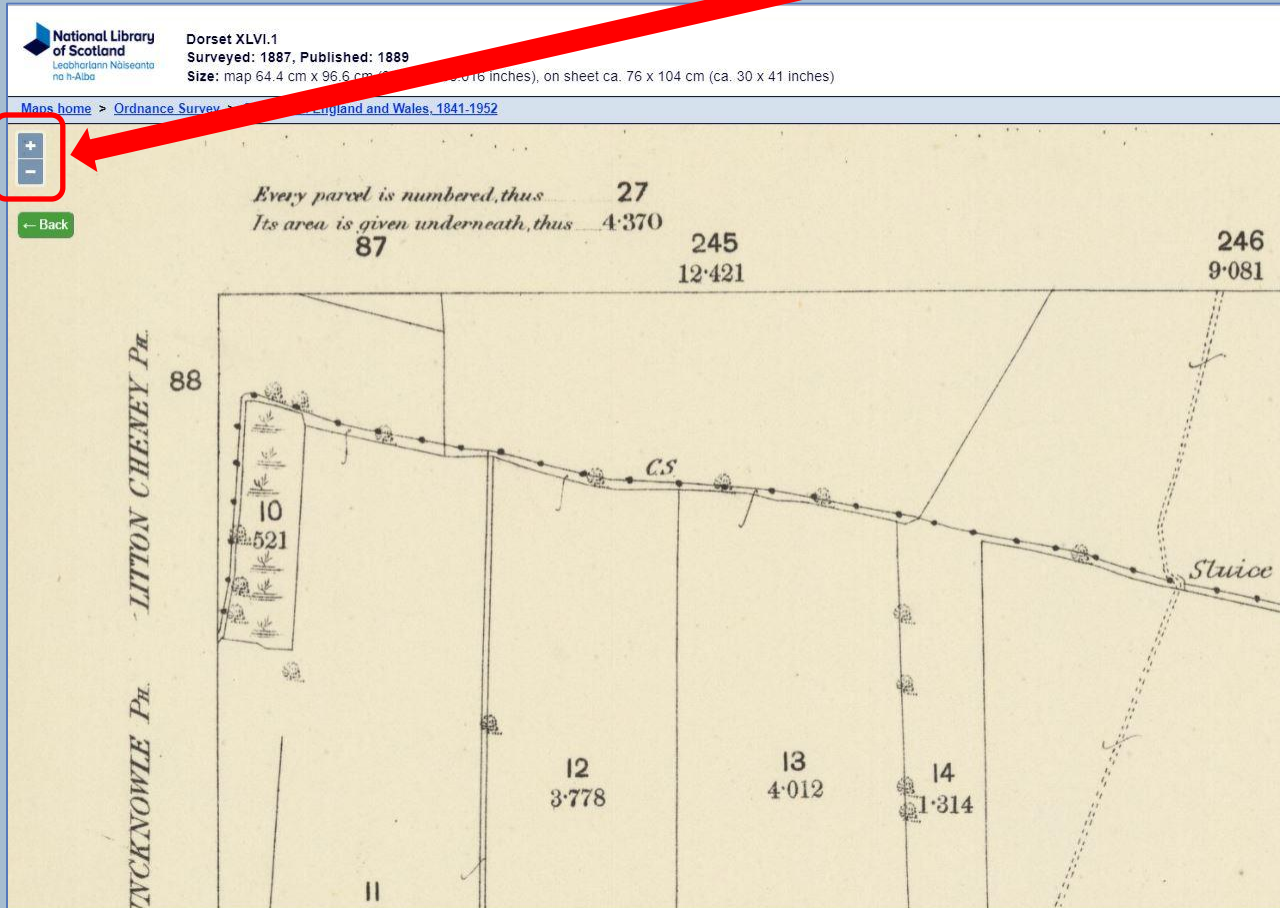 National Library
of Scotland
Leabharlann Nàiseanta
na h-Alba
Dorset XLVI.1
Surveyed: 1887, Published: 1889
Size: map 64.4 cm x 96.6 cm inches), on sheet ca. 76 x 104 cm (ca. 30 x 41 inches)
Maps home > Ordnance Survey > England and Wales, 1841-1952
+
−
← Back
Every parcel is numbered, thus 27
Its area is given underneath, thus 4·370
87
245
12·421
246
9·081
LITTON CHENEY PH.
88
C.S.
10
·521
Sluice
12
3·778
13
4·012
14
1·314
11
PH.